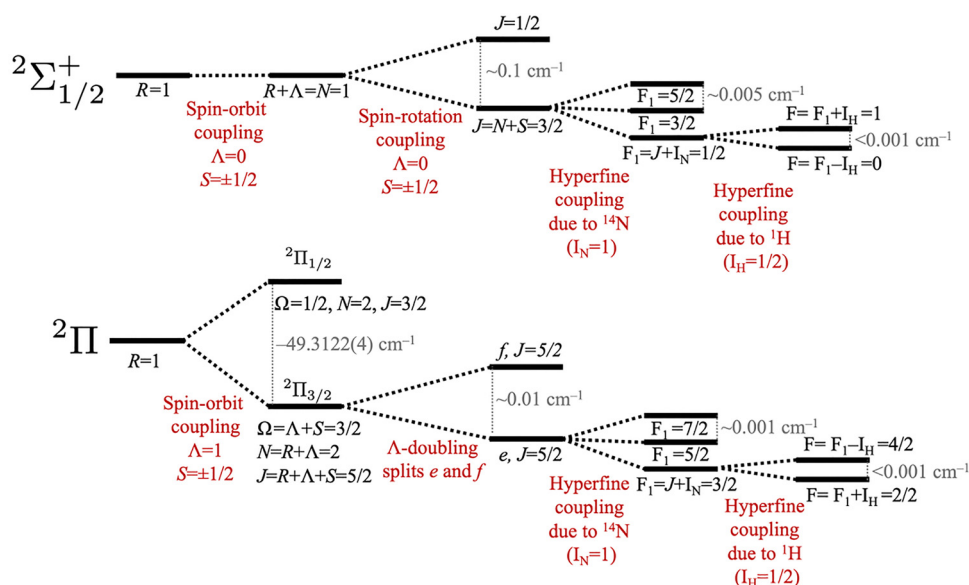 ²Σ⁺₁/₂
R=1
Spin-orbit
coupling
Λ=0
S=±1/2
R+Λ=N=1
Spin-rotation
coupling
Λ=0
S=±1/2
J=1/2
~0.1 cm⁻¹
J=N+S=3/2
Hyperfine
coupling
due to ¹⁴N
(I_N=1)
F₁=5/2
~0.005 cm⁻¹
F₁=3/2
F₁=J+I_N=1/2
Hyperfine
coupling
due to ¹H
(I_H=1/2)
F= F₁+I_H=1
<0.001 cm⁻¹
F= F₁–I_H=0
²Π
R=1
Spin-orbit
coupling
Λ=1
S=±1/2
²Π₁/₂
Ω=1/2, N=2, J=3/2
–49.3122(4) cm⁻¹
²Π₃/₂
Ω=Λ+S=3/2
N=R+Λ=2
J=R+Λ+S=5/2
Λ-doubling
splits e and f
f, J=5/2
~0.01 cm⁻¹
e, J=5/2
Hyperfine
coupling
due to ¹⁴N
(I_N=1)
F₁=7/2
~0.001 cm⁻¹
F₁=5/2
F₁=J+I_N=3/2
Hyperfine
coupling
due to ¹H
(I_H=1/2)
F= F₁–I_H=4/2
<0.001 cm⁻¹
F= F₁+I_H=2/2